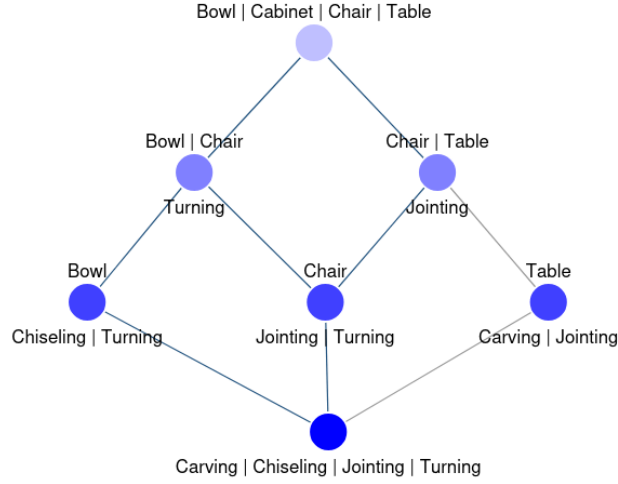 Bowl | Cabinet | Chair | Table
Bowl | Chair
Chair | Table
Turning
Jointing
Bowl
Chair
Table
Chiseling | Turning
Jointing | Turning
Carving | Jointing
Carving | Chiseling | Jointing | Turning